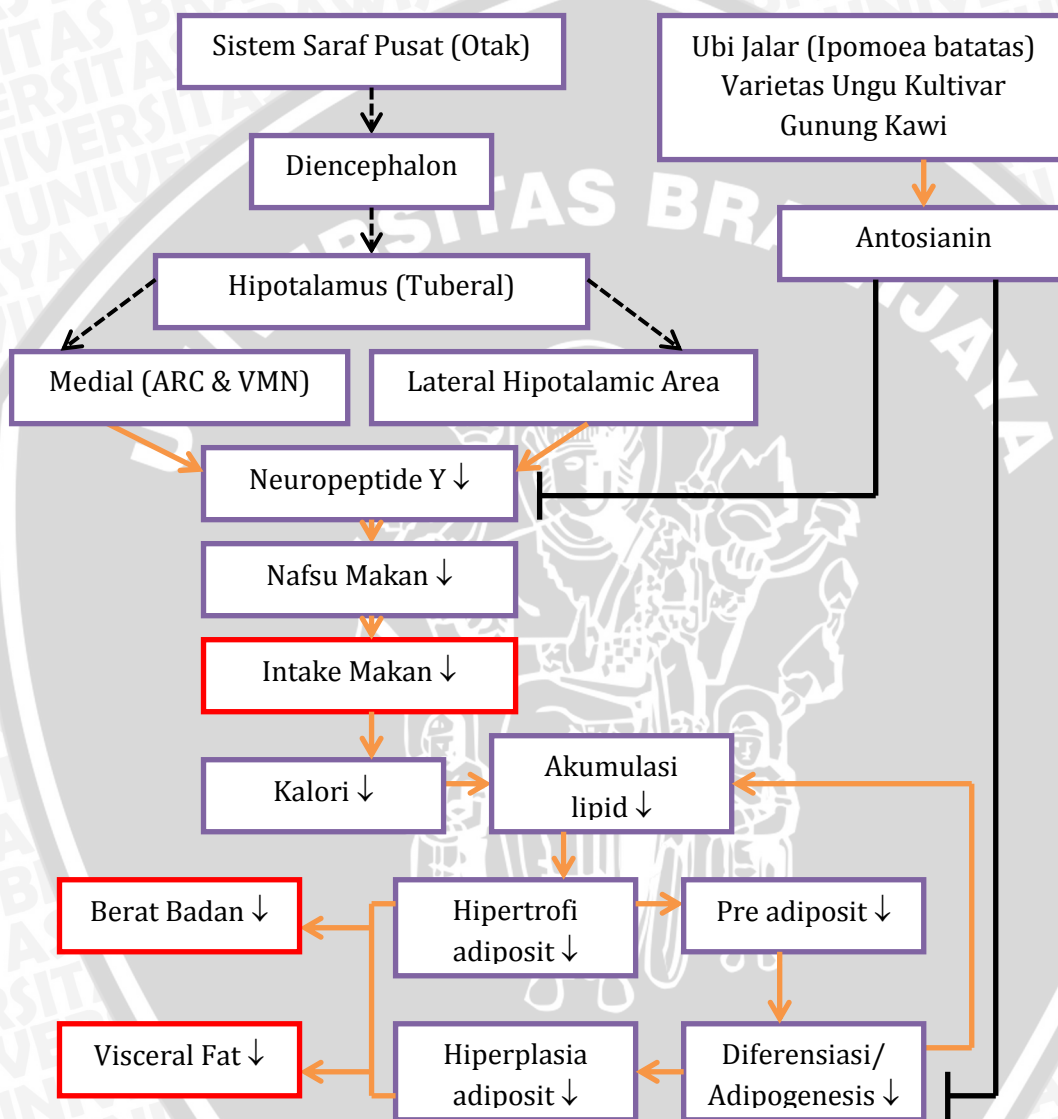 Sistem Saraf Pusat (Otak)
Ubi Jalar (Ipomoea batatas)
Varietas Ungu Kultivar
Gunung Kawi
Diencephalon
Antosianin
Hipotalamus (Tuberal)
Medial (ARC & VMN)
Lateral Hipotalamic Area
Neuropeptide Y ↓
Nafsu Makan ↓
Intake Makan ↓
Kalori ↓
Akumulasi
lipid ↓
Berat Badan ↓
Hipertrofi
adiposit ↓
Pre adiposit ↓
Visceral Fat ↓
Hiperplasia
adiposit ↓
Diferensiasi/
Adipogenesis ↓